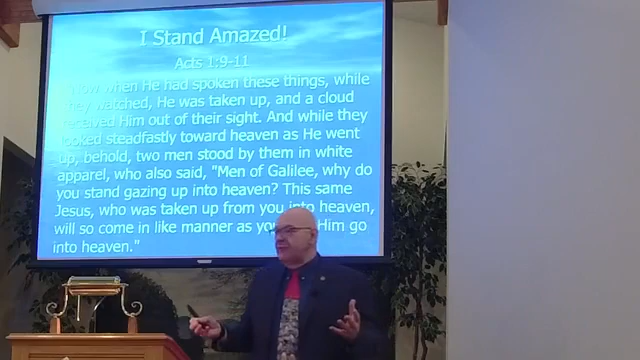 I Stand Amazed!
Acts 1:9-11
Now when He had spoken these things, while
they watched, He was taken up, and a cloud
received Him out of their sight. And while they
looked steadfastly toward heaven as He went
up, behold, two men stood by them in white
apparel, who also said, "Men of Galilee, why do
you stand gazing up into heaven? This same
Jesus, who was taken up from you into heaven,
will so come in like manner as you Him go
into heaven."